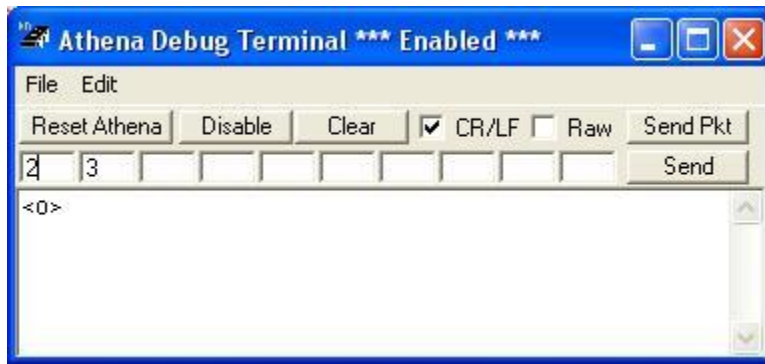 Athena Debug Terminal *** Enabled ***
File Edit
Reset Athena Disable Clear CR/LF Raw Send Pkt
2 3 Send
<0>